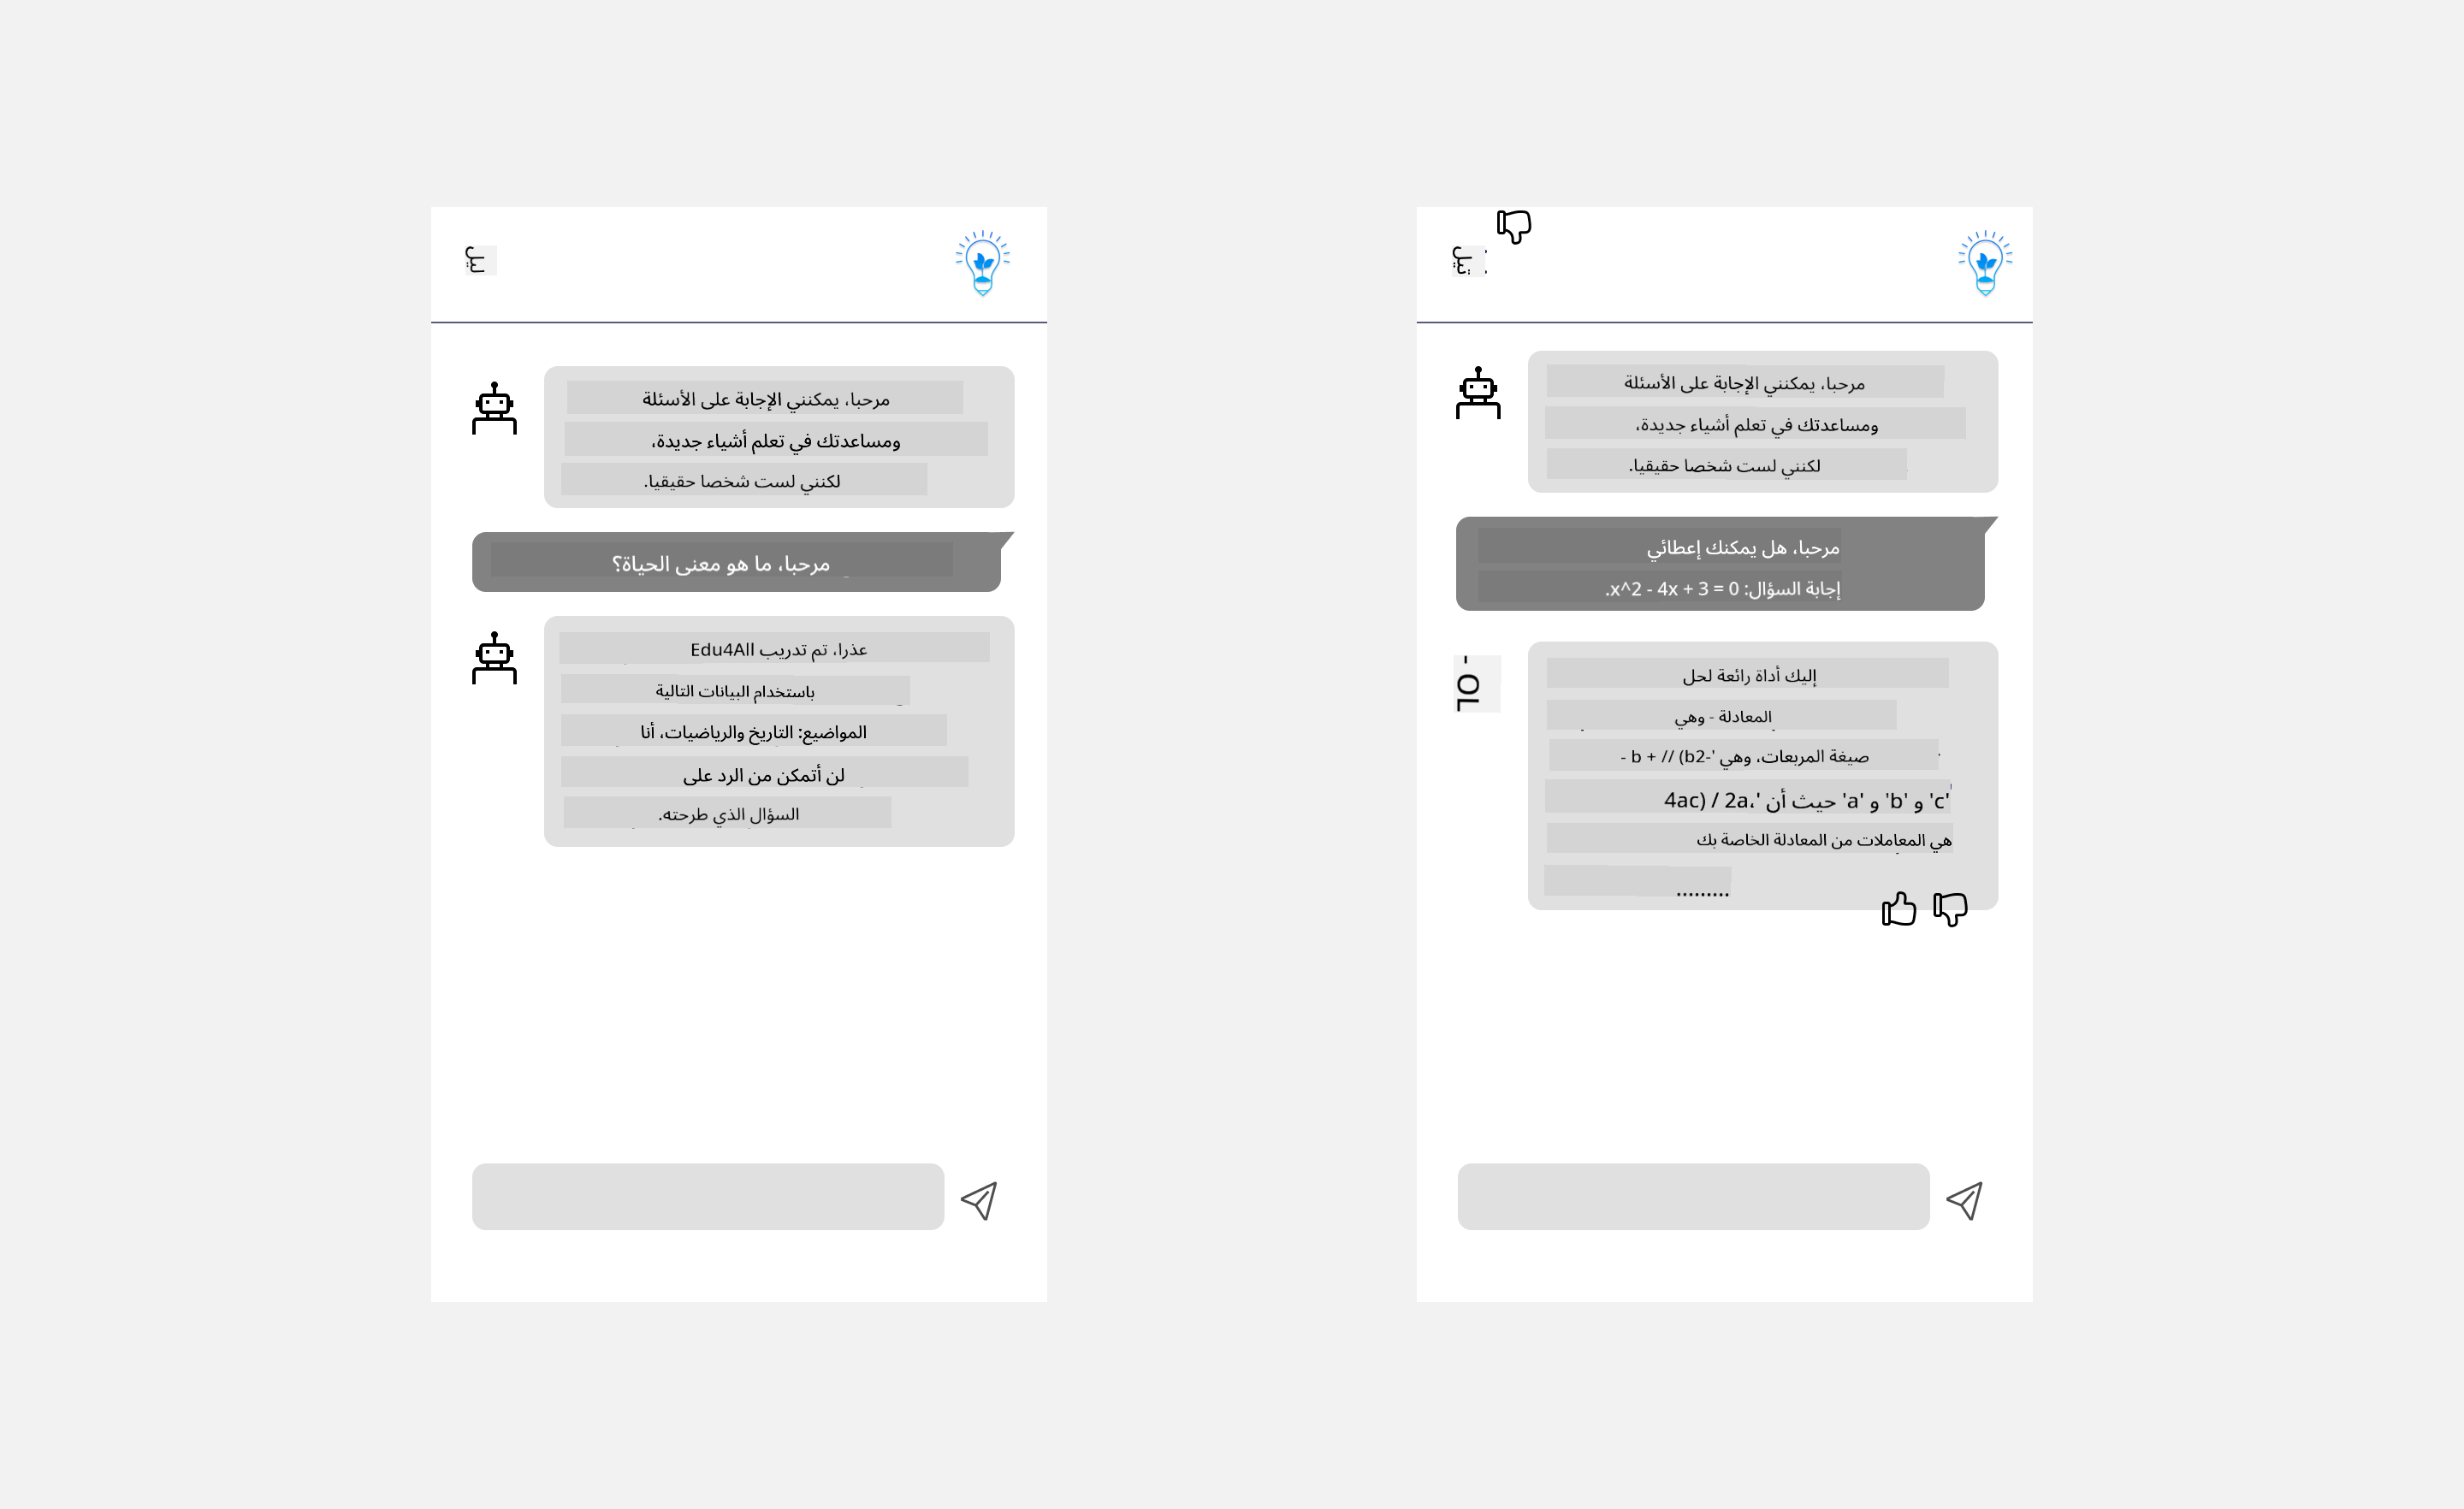 مرحبا، يمكنني الإجابة على الأسئلة
ومساعدتك في تعلم أشياء جديدة،
لكنني لست شخصا حقيقيا.
مرحبا، ما هو معنى الحياة؟
عذرا، تم تدريب Edu4All
باستخدام البيانات التالية
المواضيع: التاريخ والرياضيات، أنا
لن أتمكن من الرد على
السؤال الذي طرحته.
مرحبا، يمكنني الإجابة على الأسئلة
ومساعدتك في تعلم أشياء جديدة،
لكنني لست شخصا حقيقيا.
مرحبا، هل يمكنك إعطائي
إجابة السؤال: x^2 - 4x + 3 = 0.
- OL
إليك أداة رائعة لحل
المعادلة - وهي
صيغة المربعات، وهي '-b + // (b2 -
4ac) / 2a،' حيث أن 'a' و 'b' و 'c'
هي المعاملات من المعادلة الخاصة بك
.........